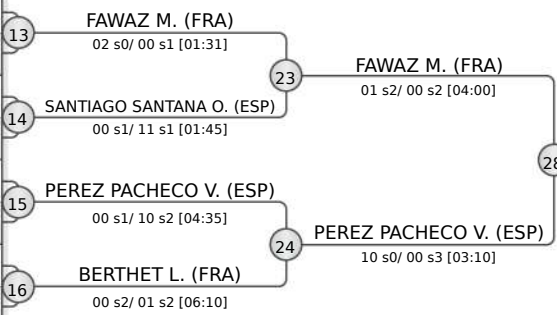 13
FAWAZ M. (FRA)
02 s0/ 00 s1 [01:31]
23
FAWAZ M. (FRA)
01 s2/ 00 s2 [04:00]
14
SANTIAGO SANTANA O. (ESP)
00 s1/ 11 s1 [01:45]
28
15
PEREZ PACHECO V. (ESP)
00 s1/ 10 s2 [04:35]
24
PEREZ PACHECO V. (ESP)
10 s0/ 00 s3 [03:10]
16
BERTHET L. (FRA)
00 s2/ 01 s2 [06:10]